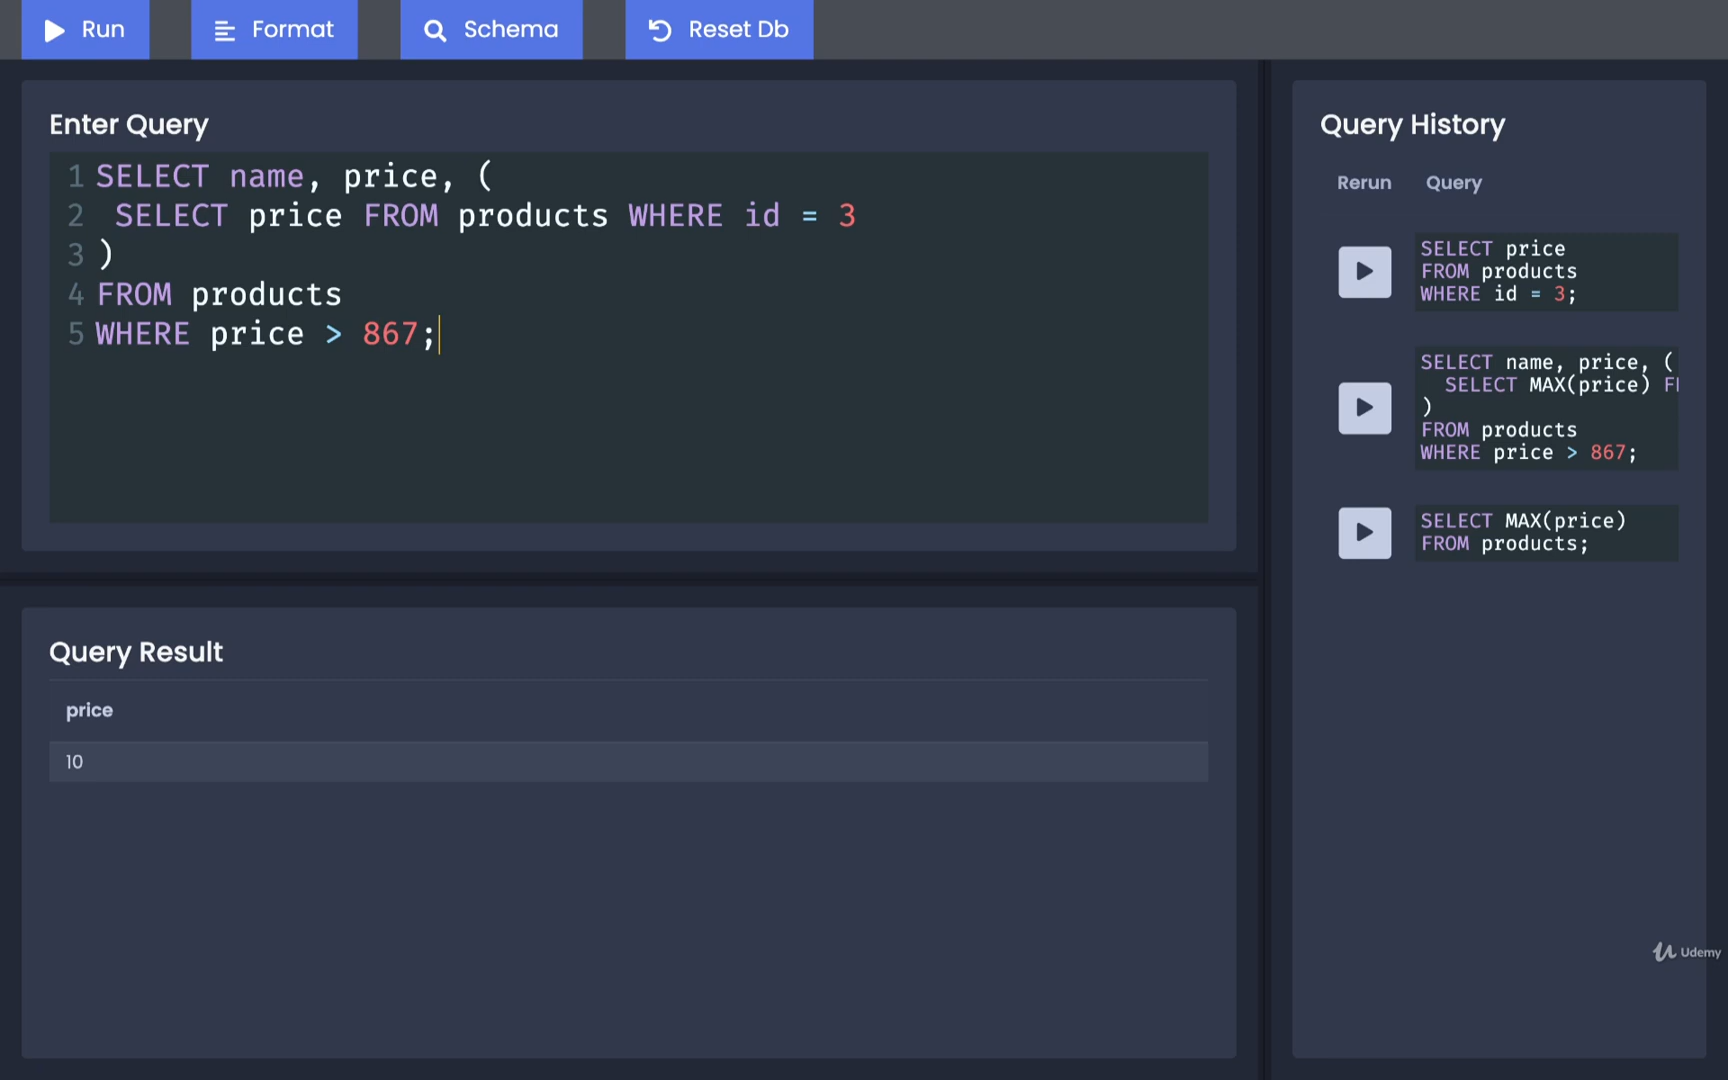 Run Format Schema Reset Db
Enter Query
1 SELECT name, price, (
2 SELECT price FROM products WHERE id = 3
3 )
4 FROM products
5 WHERE price > 867;
Query Result
price
10
Query History
Rerun Query
SELECT price
FROM products
WHERE id = 3;
SELECT name, price, (
SELECT MAX(price)
)
FROM products
WHERE price > 867;
SELECT MAX(price)
FROM products;
Udemy